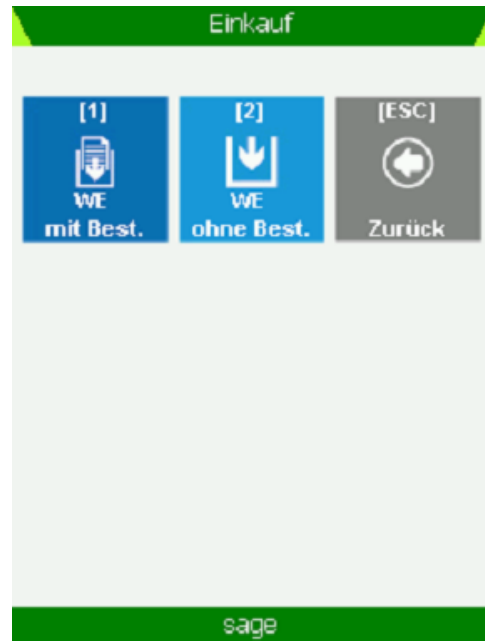 Einkauf
[1]
WE
mit Best.
[2]
WE
ohne Best.
[ESC]
Zurück
sage